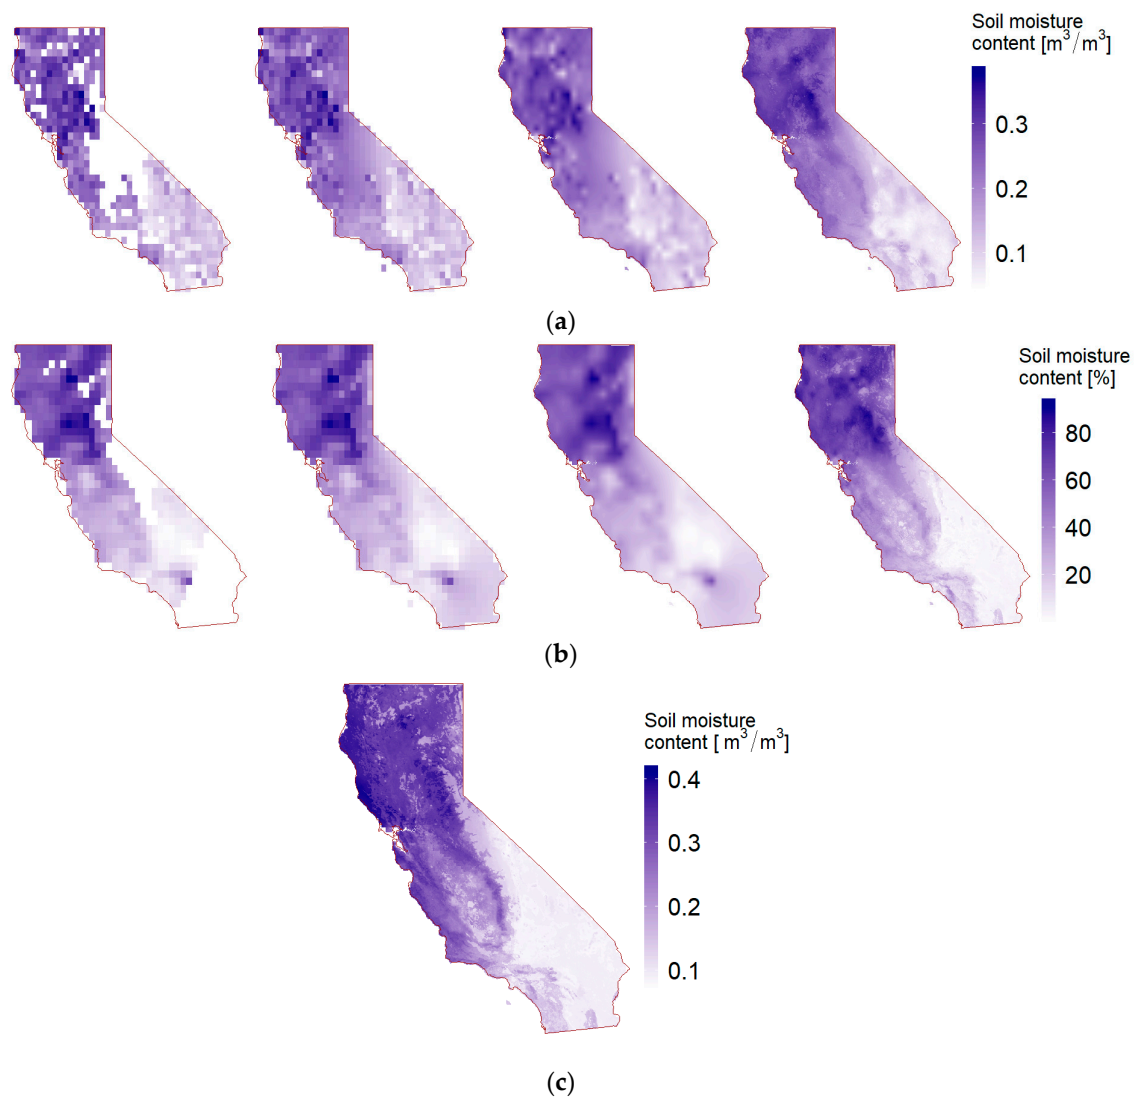 Soil moisture
content [m³/m³]
0.3
0.2
0.1
(a)
Soil moisture
content [%]
80
60
40
20
(b)
Soil moisture
content [ m³/m³]
0.4
0.3
0.2
0.1
(c)